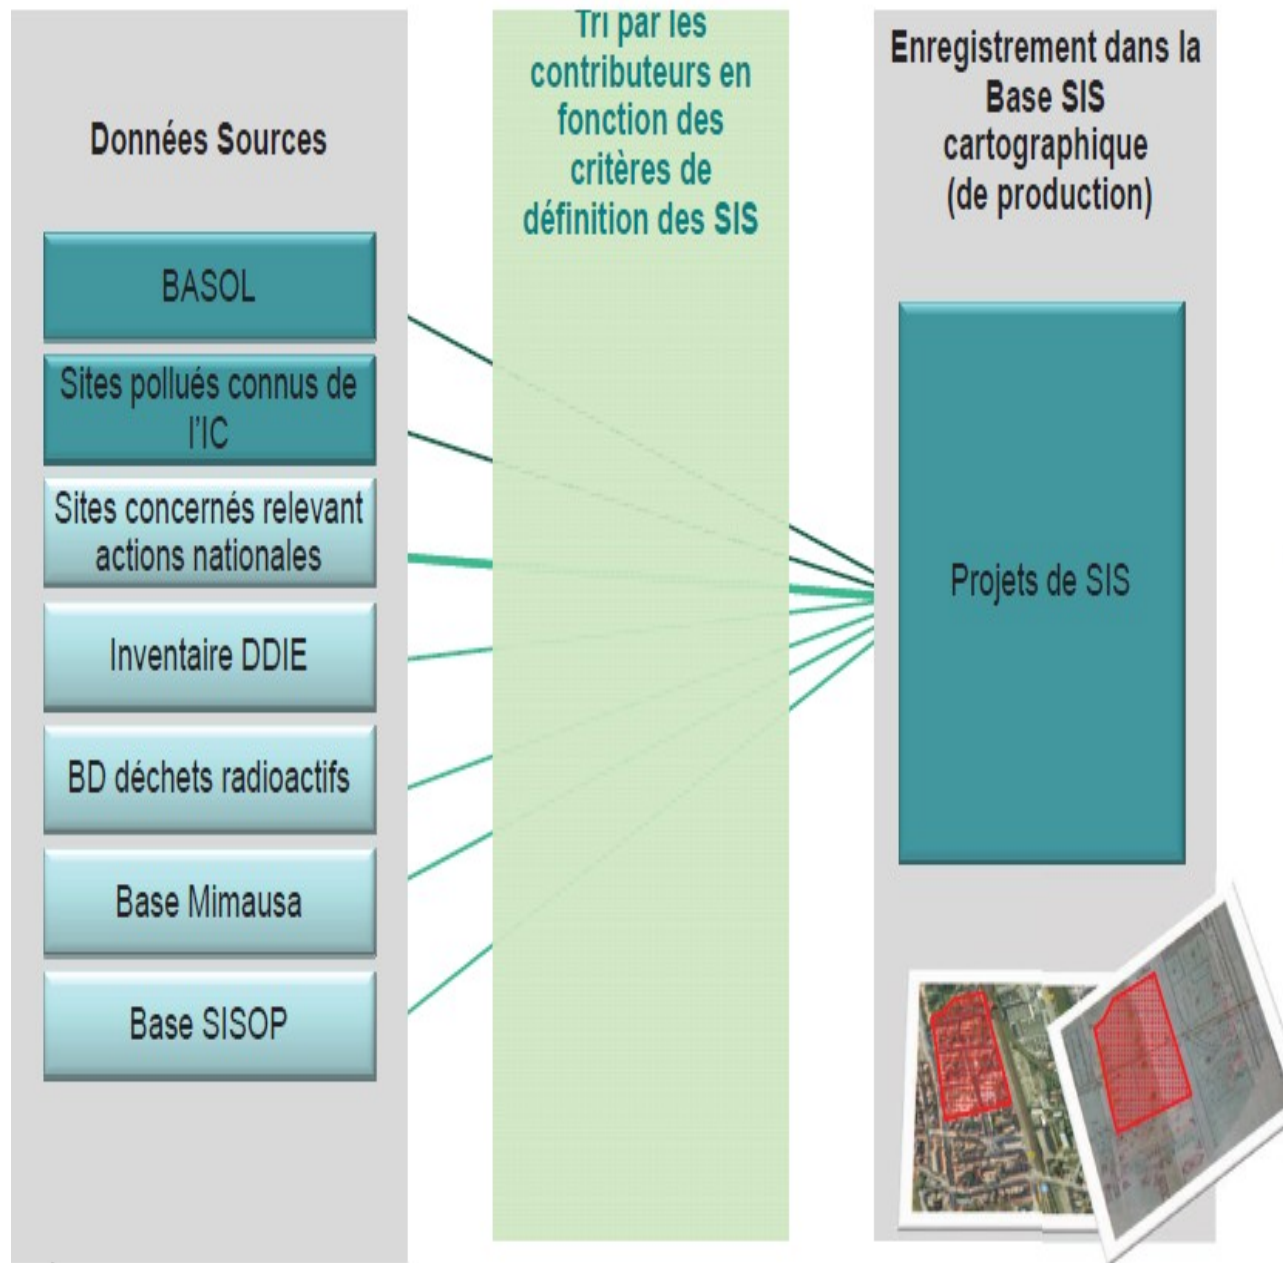 Données Sources
BASOL
Sites pollués connus de
l'IC
Sites concernés relevant
actions nationales
Inventaire DDIE
BD déchets radioactifs
Base Mimausa
Base SISOP
Tri par les
contributeurs en
fonction des
critères de
définition des SIS
Enregistrement dans la
Base SIS
cartographique
(de production)
Projets de SIS